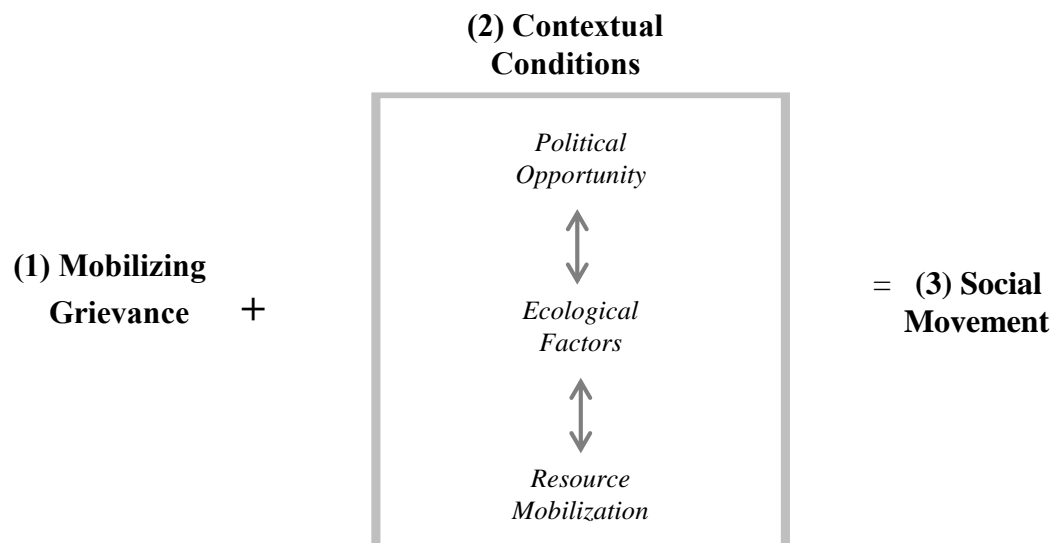 (2) Contextual
Conditions
Political
Opportunity
(1) Mobilizing
Grievance +
Ecological
Factors
= (3) Social
Movement
Resource
Mobilization